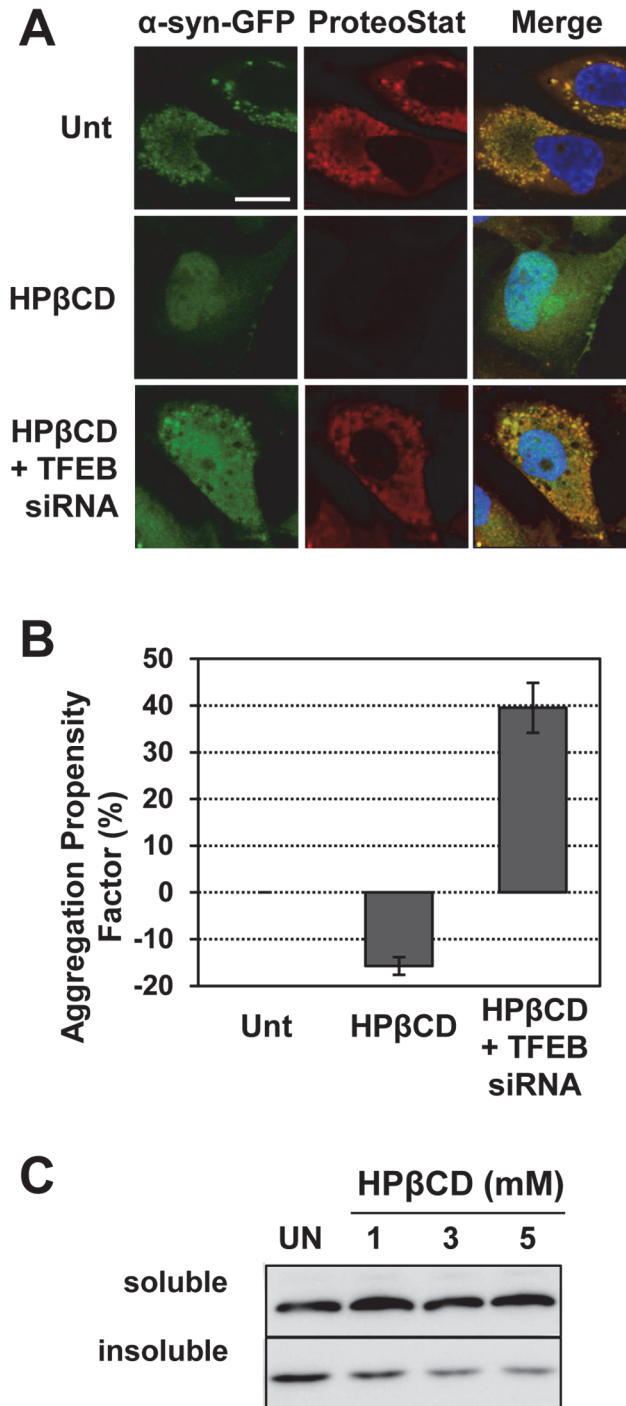 A
α-syn-GFP ProteoStat Merge
Unt
HPβCD
HPβCD
+ TFEB
siRNA
B
Aggregation Propensity
Factor (%)
50
40
30
20
10
0
-10
-20
Unt HPβCD HPβCD
+ TFEB
siRNA
C
HPβCD (mM)
UN 1 3 5
soluble
insoluble